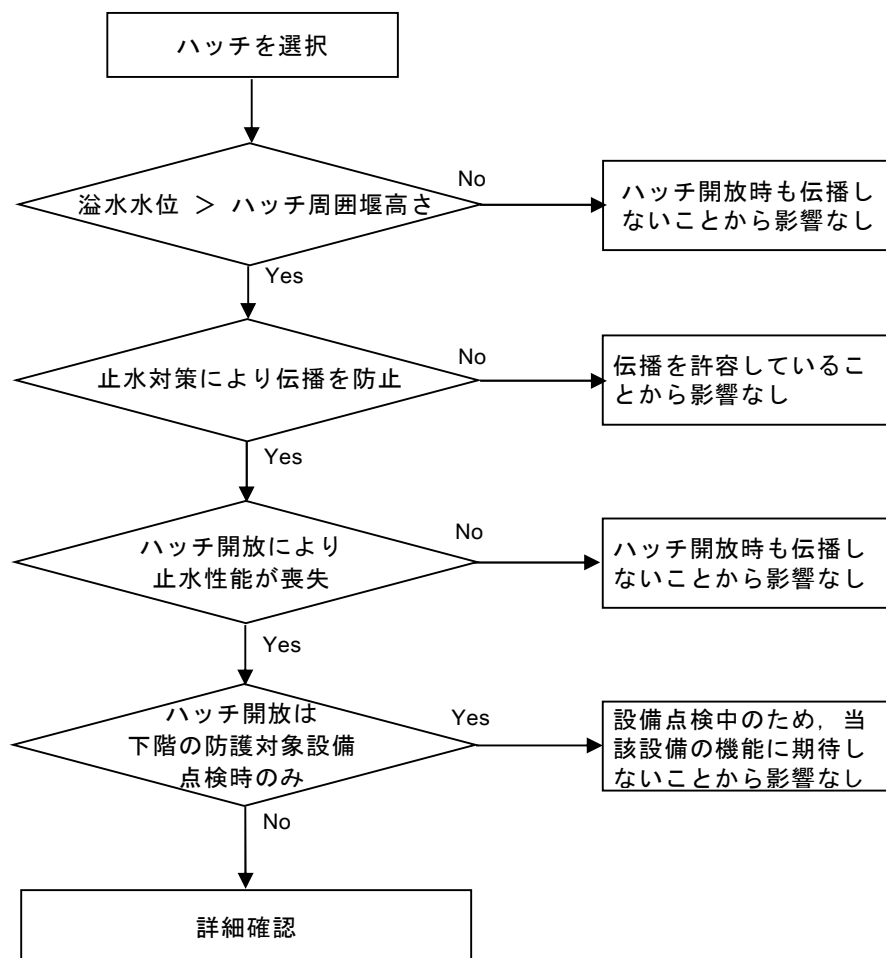 ハッチを選択
溢水水位 ＞ ハッチ周囲堰高さ
No
ハッチ開放時も伝播し
ないことから影響なし
Yes
止水対策により伝播を防止
No
伝播を許容しているこ
とから影響なし
Yes
ハッチ開放により
止水性能が喪失
No
ハッチ開放時も伝播し
ないことから影響なし
Yes
ハッチ開放は
下階の防護対象設備
点検時のみ
Yes
設備点検中のため，当
該設備の機能に期待し
ないことから影響なし
No
詳細確認